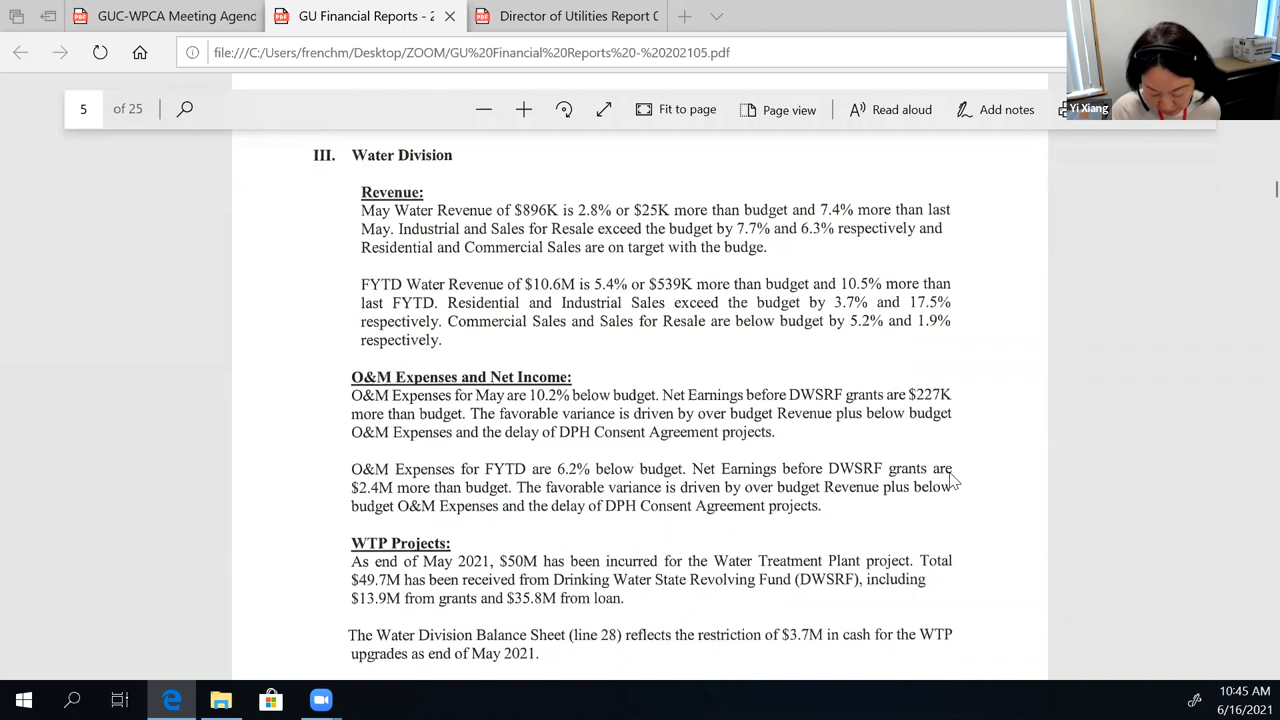 GUC-WPCA Meeting Agend
GU Financial Reports - 2
Director of Utilities Report 0
file:///C:/Users/frenchm/Desktop/ZOOM/GU%20Financial%20Reports%20-%20202105.pdf
5 of 25
Fit to page
Page view
Read aloud
Add notes
Yi Xiang
III. Water Division
Revenue:
May Water Revenue of $896K is 2.8% or $25K more than budget and 7.4% more than last
May. Industrial and Sales for Resale exceed the budget by 7.7% and 6.3% respectively and
Residential and Commercial Sales are on target with the budge.
FYTD Water Revenue of $10.6M is 5.4% or $539K more than budget and 10.5% more than
last FYTD. Residential and Industrial Sales exceed the budget by 3.7% and 17.5%
respectively. Commercial Sales and Sales for Resale are below budget by 5.2% and 1.9%
respectively.
O&M Expenses and Net Income:
O&M Expenses for May are 10.2% below budget. Net Earnings before DWSRF grants are $227K
more than budget. The favorable variance is driven by over budget Revenue plus below budget
O&M Expenses and the delay of DPH Consent Agreement projects.
O&M Expenses for FYTD are 6.2% below budget. Net Earnings before DWSRF grants are
$2.4M more than budget. The favorable variance is driven by over budget Revenue plus below
budget O&M Expenses and the delay of DPH Consent Agreement projects.
WTP Projects:
As end of May 2021, $50M has been incurred for the Water Treatment Plant project. Total
$49.7M has been received from Drinking Water State Revolving Fund (DWSRF), including
$13.9M from grants and $35.8M from loan.
The Water Division Balance Sheet (line 28) reflects the restriction of $3.7M in cash for the WTP
upgrades as end of May 2021.
10:45 AM
6/16/2021